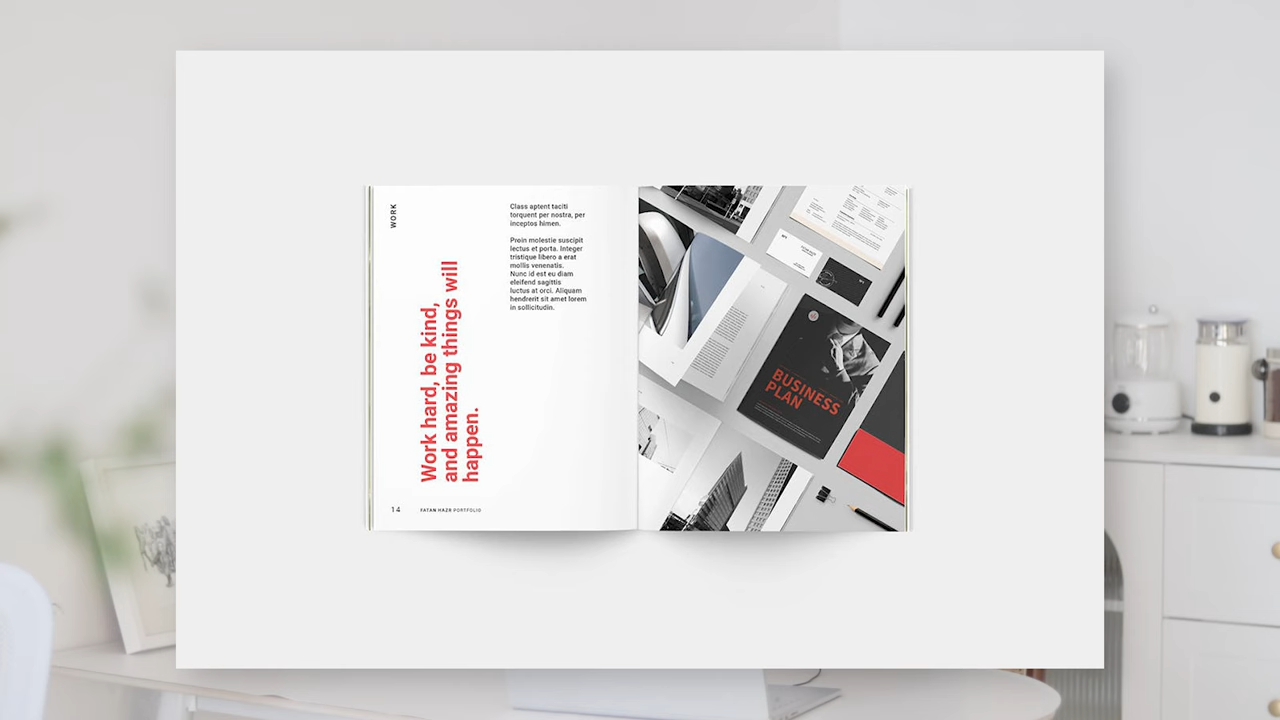 WORK
Work hard, be kind,
and amazing things will
happen.
Class aptent taciti
torquent per nostra, per
inceptos himen.
Proin molestie suscipit
lectus et porta. Integer
tristique libero a erat
mollis venenatis.
Nunc id est eu diam
eleifend sagittis
luctus at orci. Aliquam
hendrerit sit amet lorem
in sollicitudin.
14
FATAN HAZR PORTFOLIO
BUSINESS
PLAN